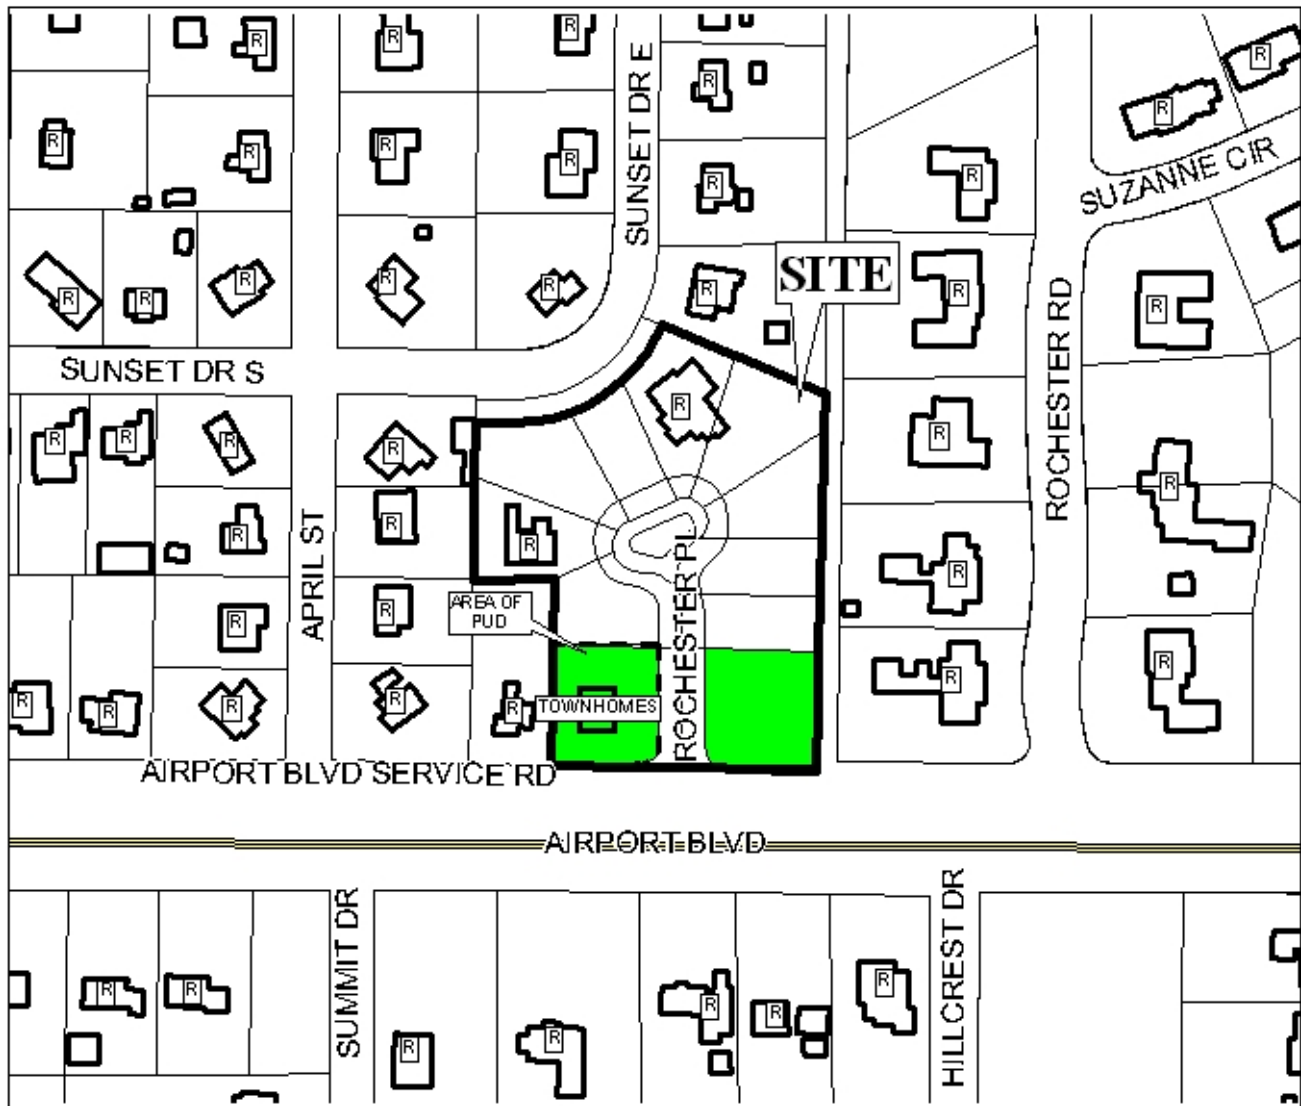 R
R
R
R
R
R
R
R
R
R
R
R
R
SUNSET DR E
SUZANNE CIR
SITE
R
R
R
R
R
R
R
R
SUNSET DR S
ROCHESTER RD
R
R
R
R
R
R
R
R
R
R
R
APRIL ST
R
R
AREA OF
PUD
ROCHESTER PL
R
R
R
R
R
R
TOWNHOMES
R
R
AIRPORT BLVD SERVICE RD
AIRPORT BLVD
SUMMIT DR
HILLCREST DR
R
R
R
R
R
R
R